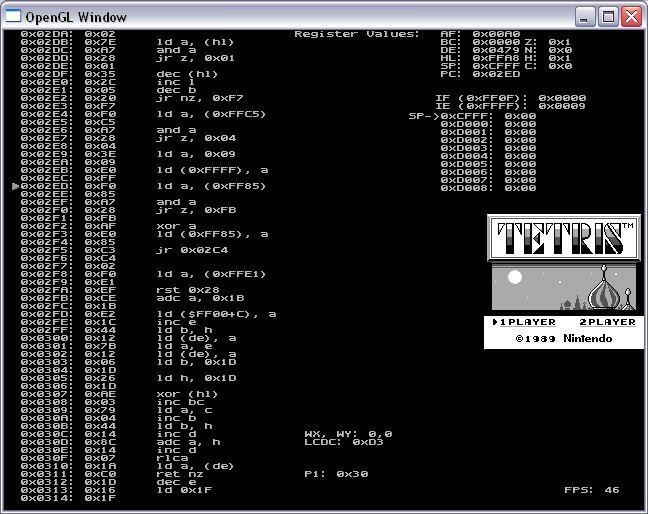 OpenGL Window
0x02DA: 0x02
0x02DB: 0x7E ld a, (hl)
0x02DC: 0xA7 and a
0x02DD: 0x28 jr z, 0x01
0x02DE: 0x01
0x02DF: 0x35 dec (hl)
0x02E0: 0x2C inc l
0x02E1: 0x05 dec b
0x02E2: 0x20 jr nz, 0xF7
0x02E3: 0xF7
0x02E4: 0xF0 ld a, (0xFFC5)
0x02E5: 0xC5
0x02E6: 0xA7 and a
0x02E7: 0x28 jr z, 0x04
0x02E8: 0x04
0x02E9: 0x3E ld a, 0x09
0x02EA: 0x09
0x02EB: 0xE0 ld (0xFFFF), a
0x02EC: 0xFF
0x02ED: 0xF0 ld a, (0xFF85)
0x02EE: 0x85
0x02EF: 0xA7 and a
0x02F0: 0x28 jr z, 0xFB
0x02F1: 0xFB
0x02F2: 0xAF xor a
0x02F3: 0xE0 ld (0xFF85), a
0x02F4: 0x85
0x02F5: 0xC3 jr 0x02C4
0x02F6: 0xC4
0x02F7: 0x02
0x02F8: 0xF0 ld a, (0xFFE1)
0x02F9: 0xE1
0x02FA: 0xEF rst 0x28
0x02FB: 0xCE adc a, 0x1B
0x02FC: 0x1B
0x02FD: 0xE2 ld ($FF00+C), a
0x02FE: 0x1C inc e
0x02FF: 0x44 ld b, h
0x0300: 0x12 ld (de), a
0x0301: 0x7B ld a, e
0x0302: 0x12 ld (de), a
0x0303: 0x06 ld b, 0x1D
0x0304: 0x1D
0x0305: 0x26 ld h, 0x1D
0x0306: 0x1D
0x0307: 0xAE xor (hl)
0x0308: 0x03 inc bc
0x0309: 0x79 ld a, c
0x030A: 0x04 inc b
0x030B: 0x44 ld b, h
0x030C: 0x14 inc d
0x030D: 0x8C adc a, h
0x030E: 0x14 inc d
0x030F: 0x07 rlca
0x0310: 0x1A ld a, (de)
0x0311: 0xC0 ret nz
0x0312: 0x1D dec e
0x0313: 0x16 ld 0x1F
0x0314: 0x1F
Register Values: AF: 0x00A0
BC: 0x0000 Z: 0x1
DE: 0x0479 N: 0x0
HL: 0xFFA8 H: 0x1
SP: 0xCFFF C: 0x0
PC: 0x02ED
IF (0xFF0F): 0x0000
IE (0xFFFF): 0x0009
SP->0xCFFF: 0x00
0xD000: 0x00
0xD001: 0x00
0xD002: 0x00
0xD003: 0x00
0xD004: 0x00
0xD005: 0x00
0xD006: 0x00
0xD007: 0x00
0xD008: 0x00
TETRIS™
1PLAYER 2PLAYER
©1989 Nintendo
WX, WY: 0,0
LCDC: 0xD3
P1: 0x30
FPS: 46